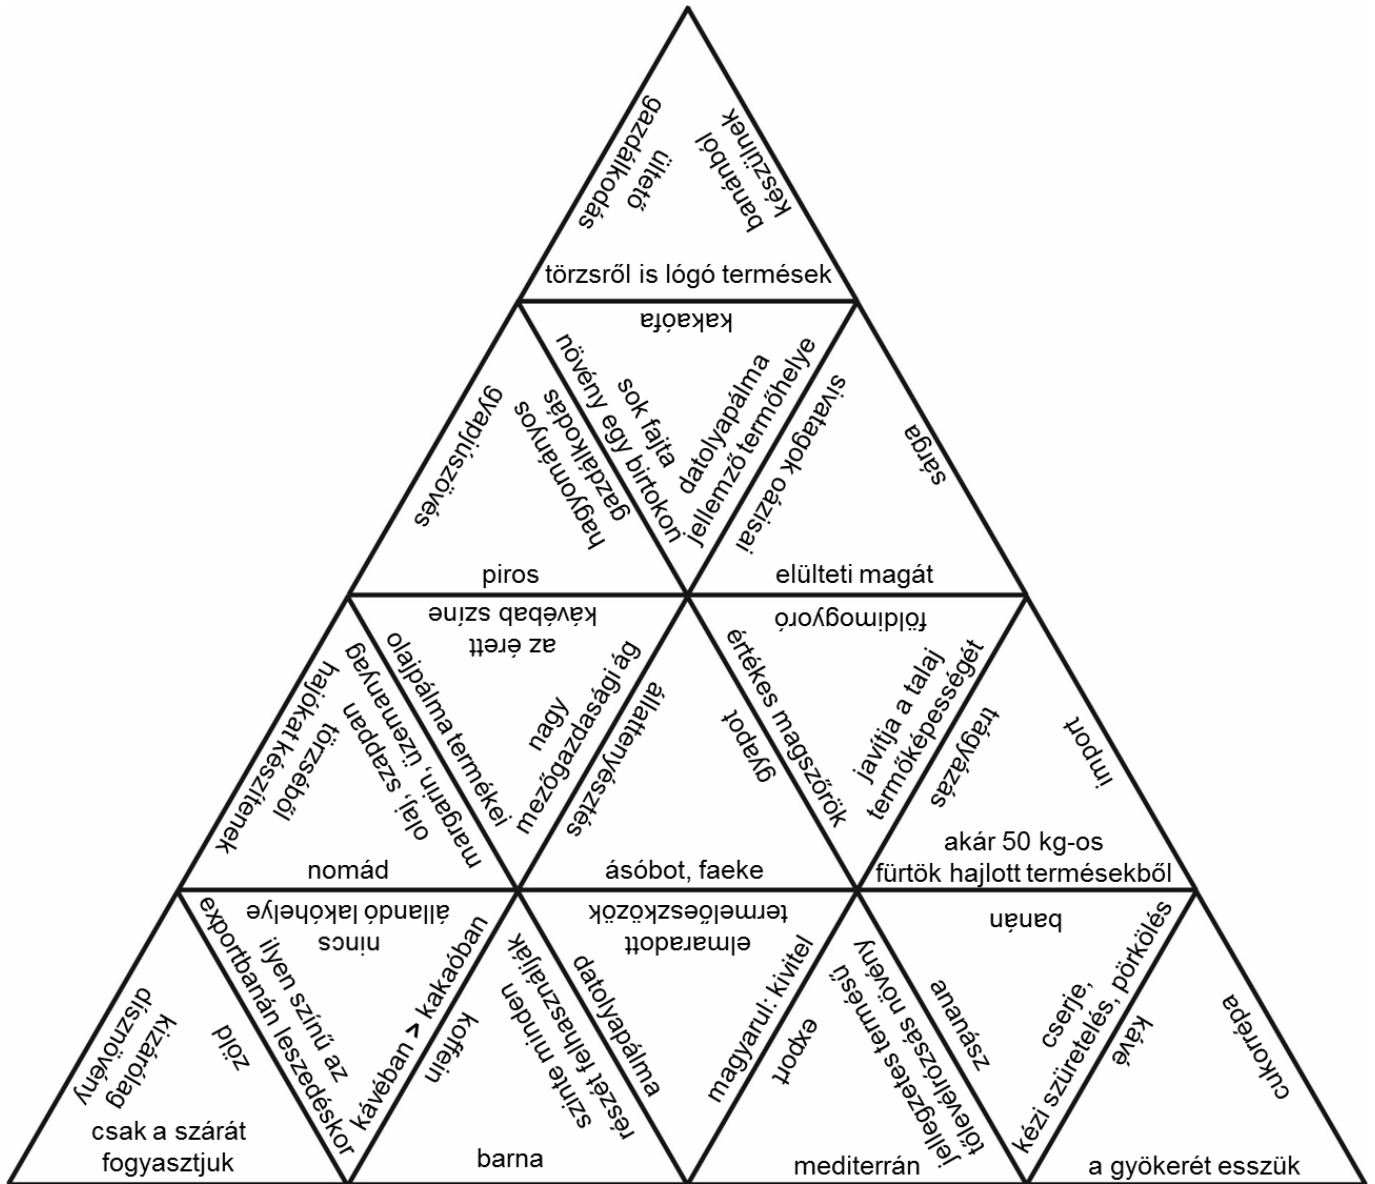 ültető
gazdálkodás
banánból
készülnek
törzsről is lógó termések
kakaófa
sok fajta
növény egy birtokon
datolyapálma
jellemző termőhelye
gyapjúszövés
hagyományos
gazdálkodás
piros
sivatagok oázisai
sárga
elülteti magát
az érett
kávébab színe
olajpálma termékei
nagy
mezőgazdasági ág
földimogyoró
értékes magszőrök
javítja a talaj
termőképességét
törzséből
hajókat készítenek
olaj, szappan
margarin, üzemanyag
nomád
állattenyésztés
gyapot
ásóbot, faeke
trágyázás
import
akár 50 kg-os
fürtök hajlott termésekből
nincs
állandó lakóhelye
ilyen színű az
exportbanán leszedéskor
kávéban > kakaóban
elmaradott
termelőeszközök
datolyapálma
magyarul: kivitel
banán
ananász
cserje,
kézi szüretelés, pörkölés
kizárólag
dísznövény
zöld
csak a szárát
fogyasztjuk
koffein
szinte minden
részét felhasználják
barna
export
jellegzetes termésű
tőlevélrózsás növény
mediterrán
kávé
cukorrépa
a gyökerét esszük